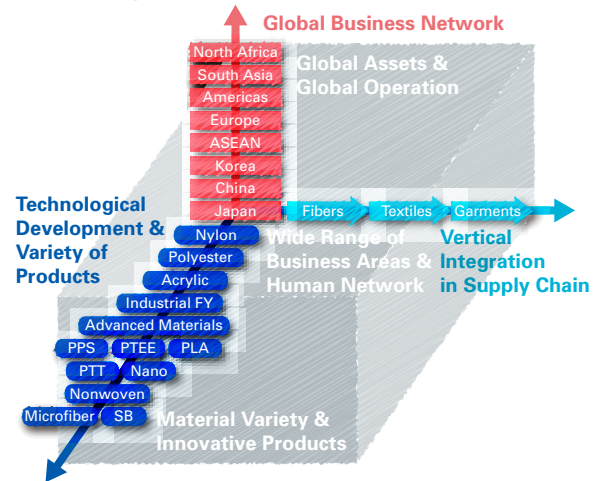 Global Business Network
North Africa
South Asia
Americas
Europe
ASEAN
Korea
China
Japan
Global Assets &
Global Operation
Fibers
Textiles
Garments
Vertical
Integration
in Supply Chain
Wide Range of
Business Areas &
Human Network
Technological
Development &
Variety of
Products
Nylon
Polyester
Acrylic
Industrial FY
Advanced Materials
PPS PTEE PLA
PTT Nano
Nonwoven
Microfiber SB
Material Variety &
Innovative Products